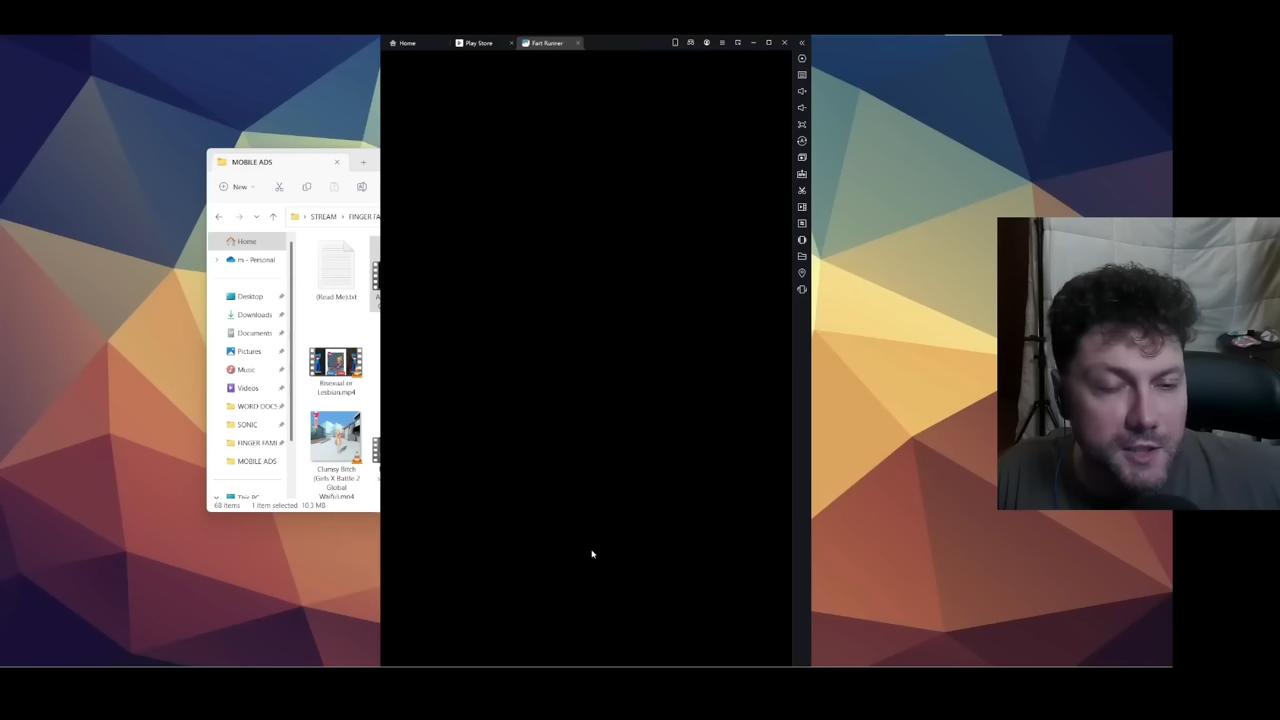 Home
Play Store
Fart Runner
MOBILE ADS
New
STREAM
FINGER FA
Home
m - Personal
(Read Me).txt
Desktop
Downloads
Documents
Pictures
Music
Videos
WORD DOCS
SONIC
FINGER FAMI
MOBILE ADS
This PC
Bisexual or
Lesbian.mp4
Clumsy Bitch
(Girls X Battle 2
Global
Waifu).mp4
68 items
1 item selected
10.3 MB